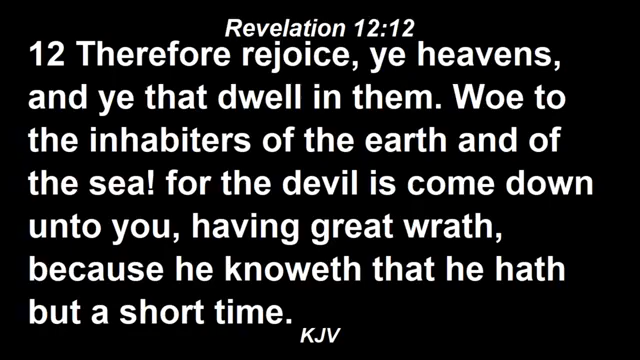 Revelation 12:12
12 Therefore rejoice, ye heavens,
and ye that dwell in them. Woe to
the inhabiters of the earth and of
the sea! for the devil is come down
unto you, having great wrath,
because he knoweth that he hath
but a short time.
KJV